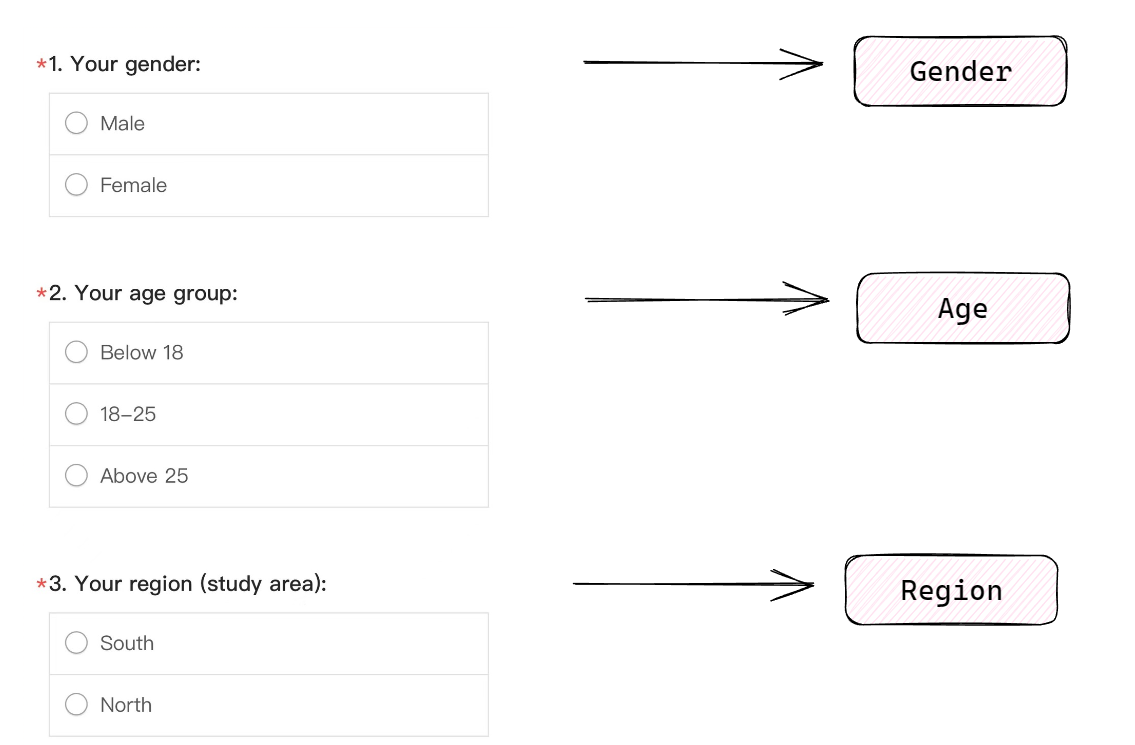 *1. Your gender:
Gender
Male
Female
*2. Your age group:
Age
Below 18
18–25
Above 25
*3. Your region (study area):
Region
South
North